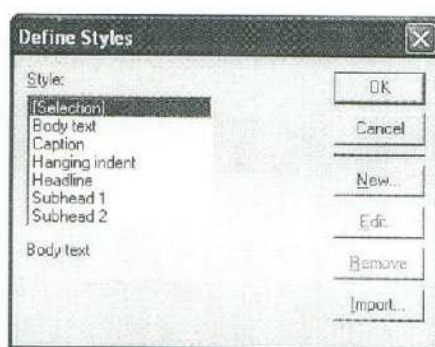 Define Styles
Style:
[Selection]
Body text
Caption
Hanging indent
Headline
Subhead 1
Subhead 2
Body text
OK
Cancel
New...
Edit...
Remove
Import...